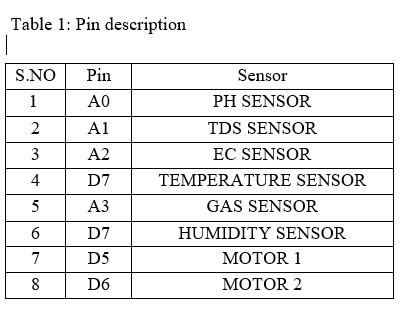 Table 1: Pin description
S.NO Pin Sensor
1 A0 PH SENSOR
2 A1 TDS SENSOR
3 A2 EC SENSOR
4 D7 TEMPERATURE SENSOR
5 A3 GAS SENSOR
6 D7 HUMIDITY SENSOR
7 D5 MOTOR 1
8 D6 MOTOR 2